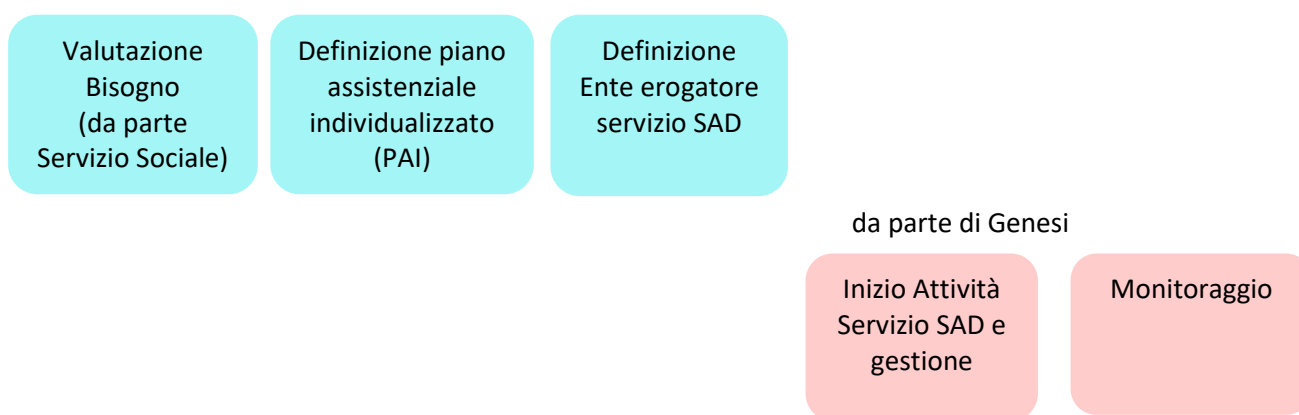 Valutazione
Bisogno
(da parte
Servizio Sociale)
Definizione piano
assistenziale
individualizzato
(PAI)
Definizione
Ente erogatore
servizio SAD
da parte di Genesi
Inizio Attività
Servizio SAD e
gestione
Monitoraggio